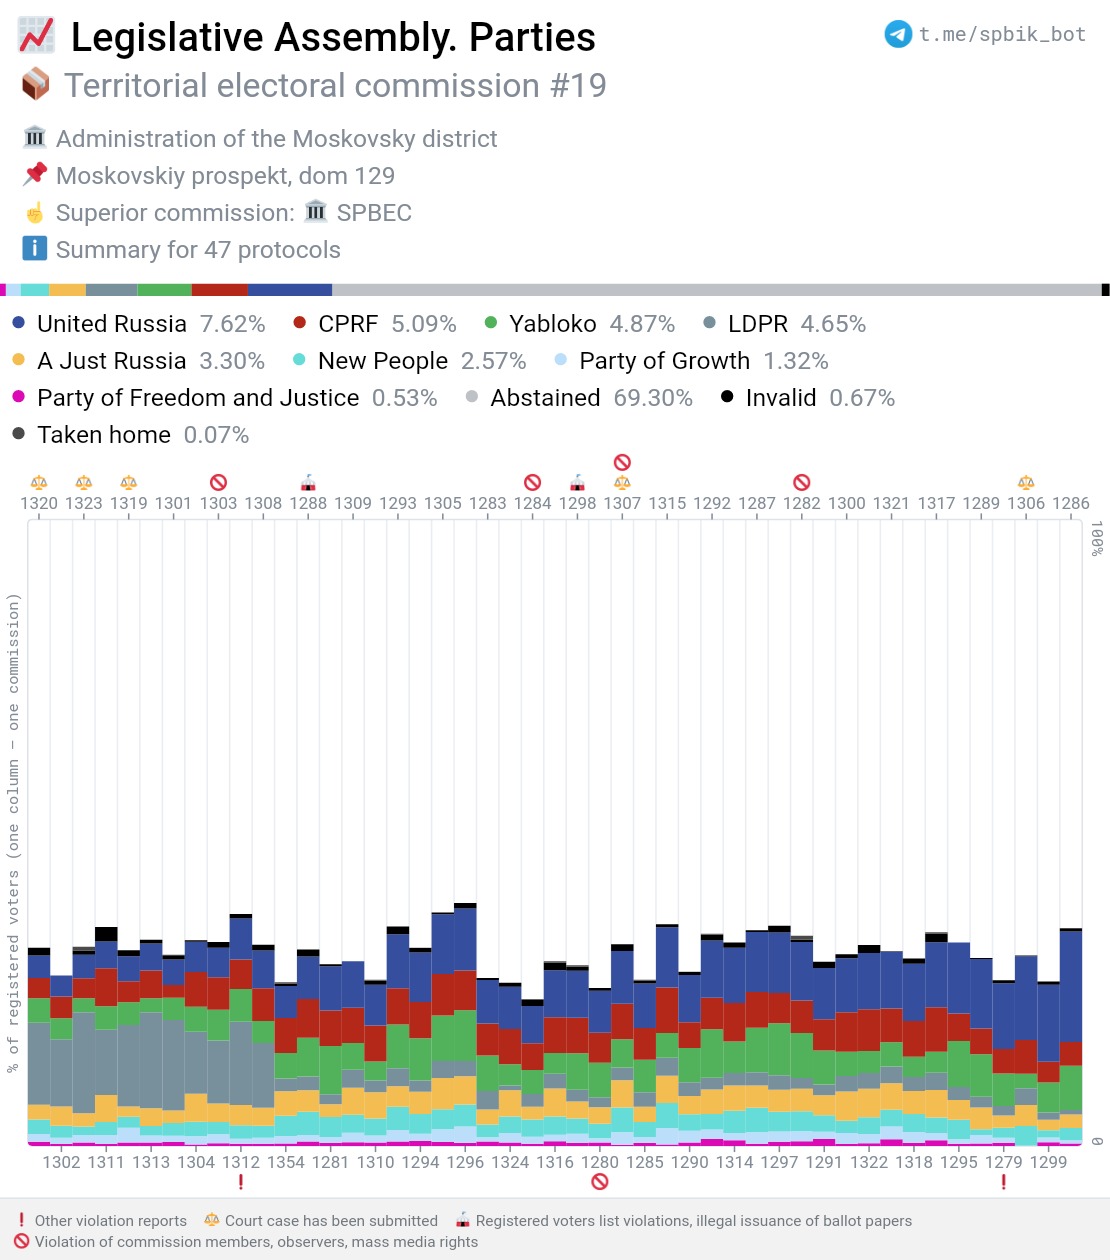 Legislative Assembly. Parties
t.me/spbik_bot
Territorial electoral commission #19
Administration of the Moskovsky district
Moskovskiy prospekt, dom 129
Superior commission: SPBEC
Summary for 47 protocols
United Russia 7.62% CPRF 5.09% Yabloko 4.87% LDPR 4.65%
A Just Russia 3.30% New People 2.57% Party of Growth 1.32%
Party of Freedom and Justice 0.53% Abstained 69.30% Invalid 0.67%
Taken home 0.07%
1320 1323 1319 1301 1303 1308 1288 1309 1293 1305 1283 1284 1298 1307 1315 1292 1287 1282 1300 1321 1317 1289 1306 1286
100%
% of registered voters (one column – one commission)
0
1302 1311 1313 1304 1312 1354 1281 1310 1294 1296 1324 1316 1280 1285 1290 1314 1297 1291 1322 1318 1295 1279 1299
Other violation reports Court case has been submitted Registered voters list violations, illegal issuance of ballot papers
Violation of commission members, observers, mass media rights